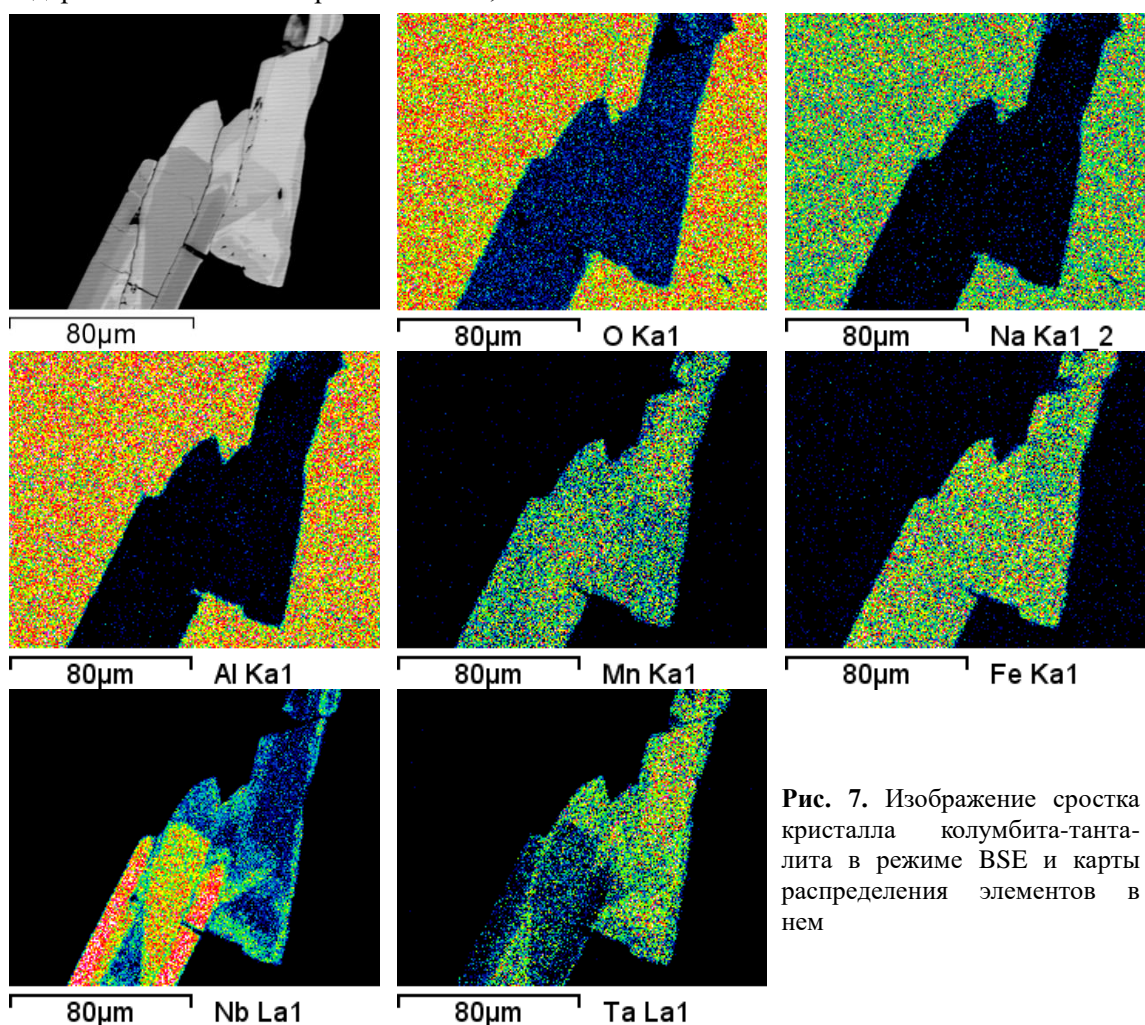 80µm
80µm O Ka1
80µm Na Ka1_2
80µm Al Ka1
80µm Mn Ka1
80µm Fe Ka1
80µm Nb La1
80µm Ta La1
Рис. 7. Изображение сростка
кристалла колумбита-танта-
лита в режиме BSE и карты
распределения элементов в
нем